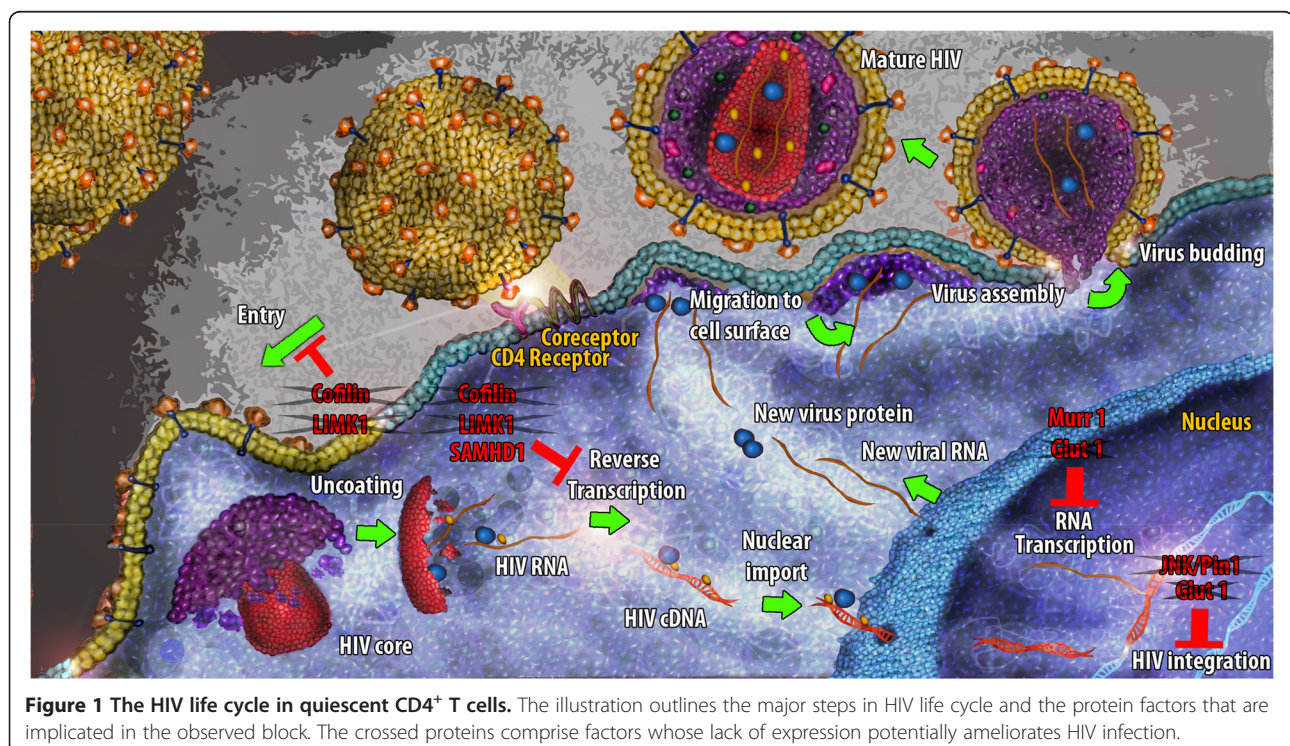 Mature HIV
Virus budding
Entry
Migration to
cell surface
Virus assembly
Coreceptor
CD4 Receptor
Cofilin
LIMK1
Cofilin
LIMK1
SAMHD1
New virus protein
Murr 1
Glut 1
Nucleus
Uncoating
Reverse
Transcription
New viral RNA
RNA
Transcription
HIV RNA
Nuclear
import
JNK/Pin1
Glut 1
HIV cDNA
HIV core
HIV integration
Figure 1 The HIV life cycle in quiescent CD4⁺ T cells. The illustration outlines the major steps in HIV life cycle and the protein factors that are
implicated in the observed block. The crossed proteins comprise factors whose lack of expression potentially ameliorates HIV infection.